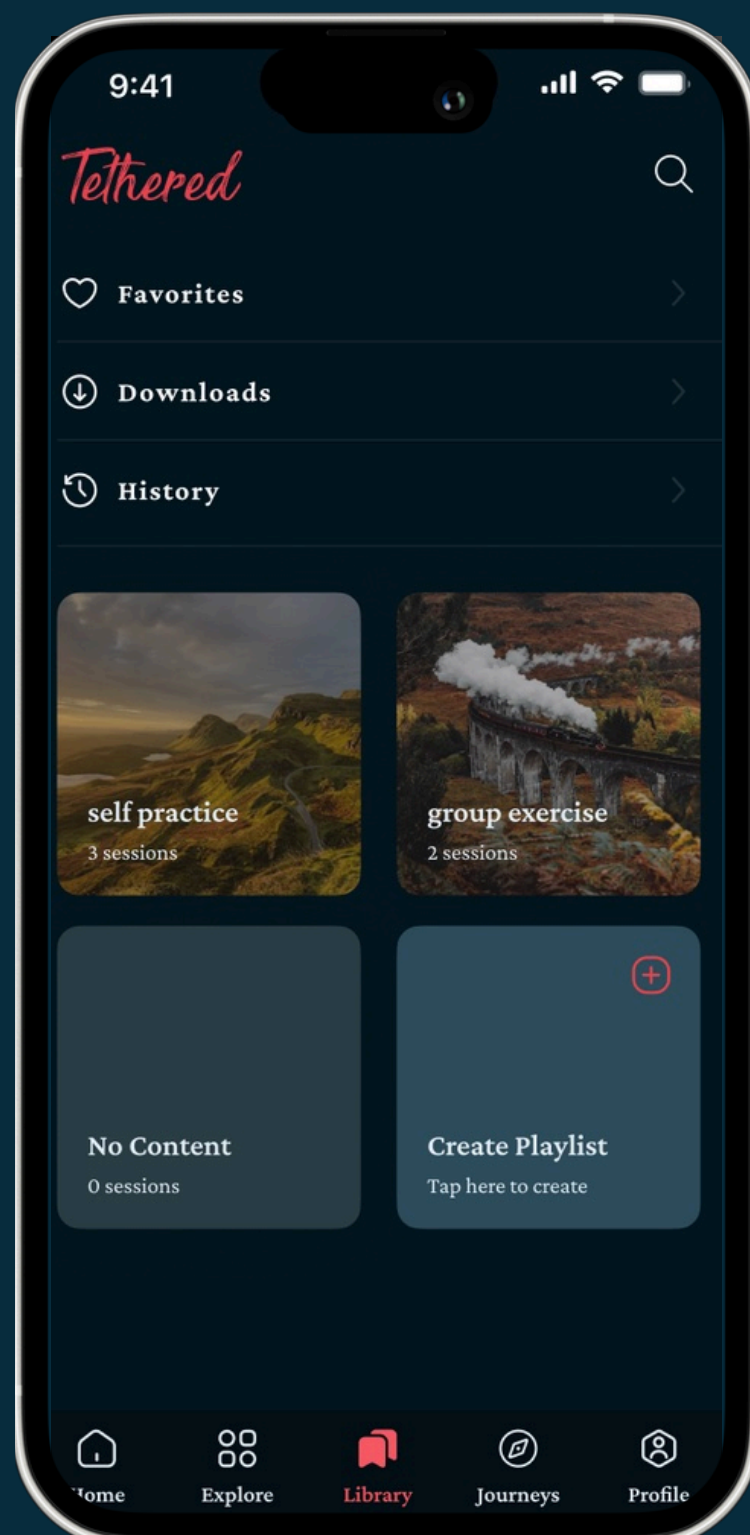 9:41
Tethered
Favorites
Downloads
History
self practice
3 sessions
group exercise
2 sessions
No Content
0 sessions
Create Playlist
Tap here to create
Home
Explore
Library
Journeys
Profile